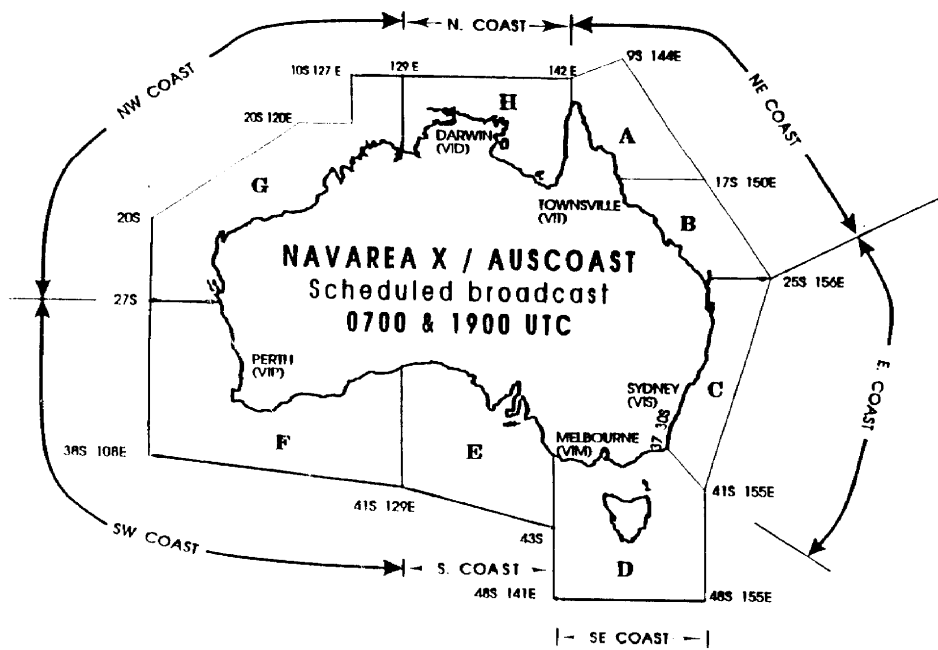 N. COAST
NW COAST
NE COAST
10S 127 E
129 E
142 E
9S 144E
H
20S 120E
DARWIN
(VID)
A
G
17S 150E
TOWNSVILLE
(VIT)
B
20S
NAVAREA X / AUSCOAST
Scheduled broadcast
0700 & 1900 UTC
25S 156E
27S
E. COAST
PERTH
(VIP)
SYDNEY
(VIS)
C
37 30S
MELBOURNE
(VIM)
F
E
38S 108E
41S 129E
41S 155E
43S
SW COAST
S. COAST
D
48S 141E
48S 155E
SE COAST